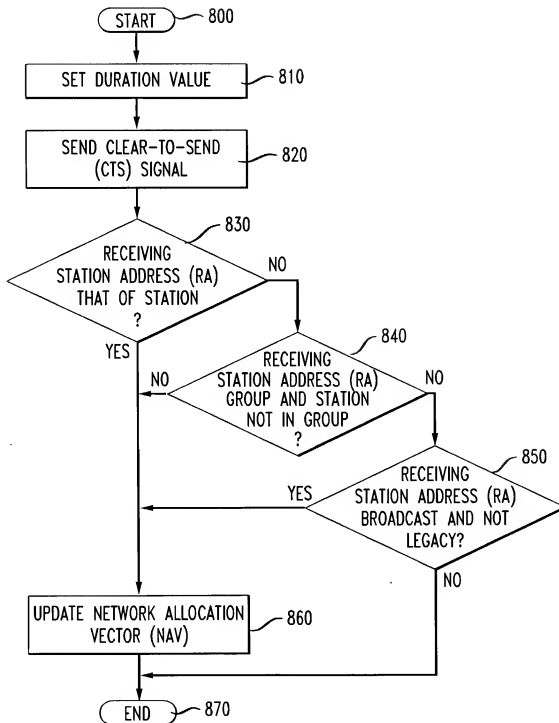 START
800
SET DURATION VALUE
810
SEND CLEAR-TO-SEND
(CTS) SIGNAL
820
830
RECEIVING
STATION ADDRESS (RA)
THAT OF STATION
?
NO
YES
840
RECEIVING
STATION ADDRESS (RA)
GROUP AND STATION
NOT IN GROUP
?
NO
NO
850
RECEIVING
STATION ADDRESS (RA)
BROADCAST AND NOT
LEGACY?
YES
NO
UPDATE NETWORK ALLOCATION
VECTOR (NAV)
860
END
870